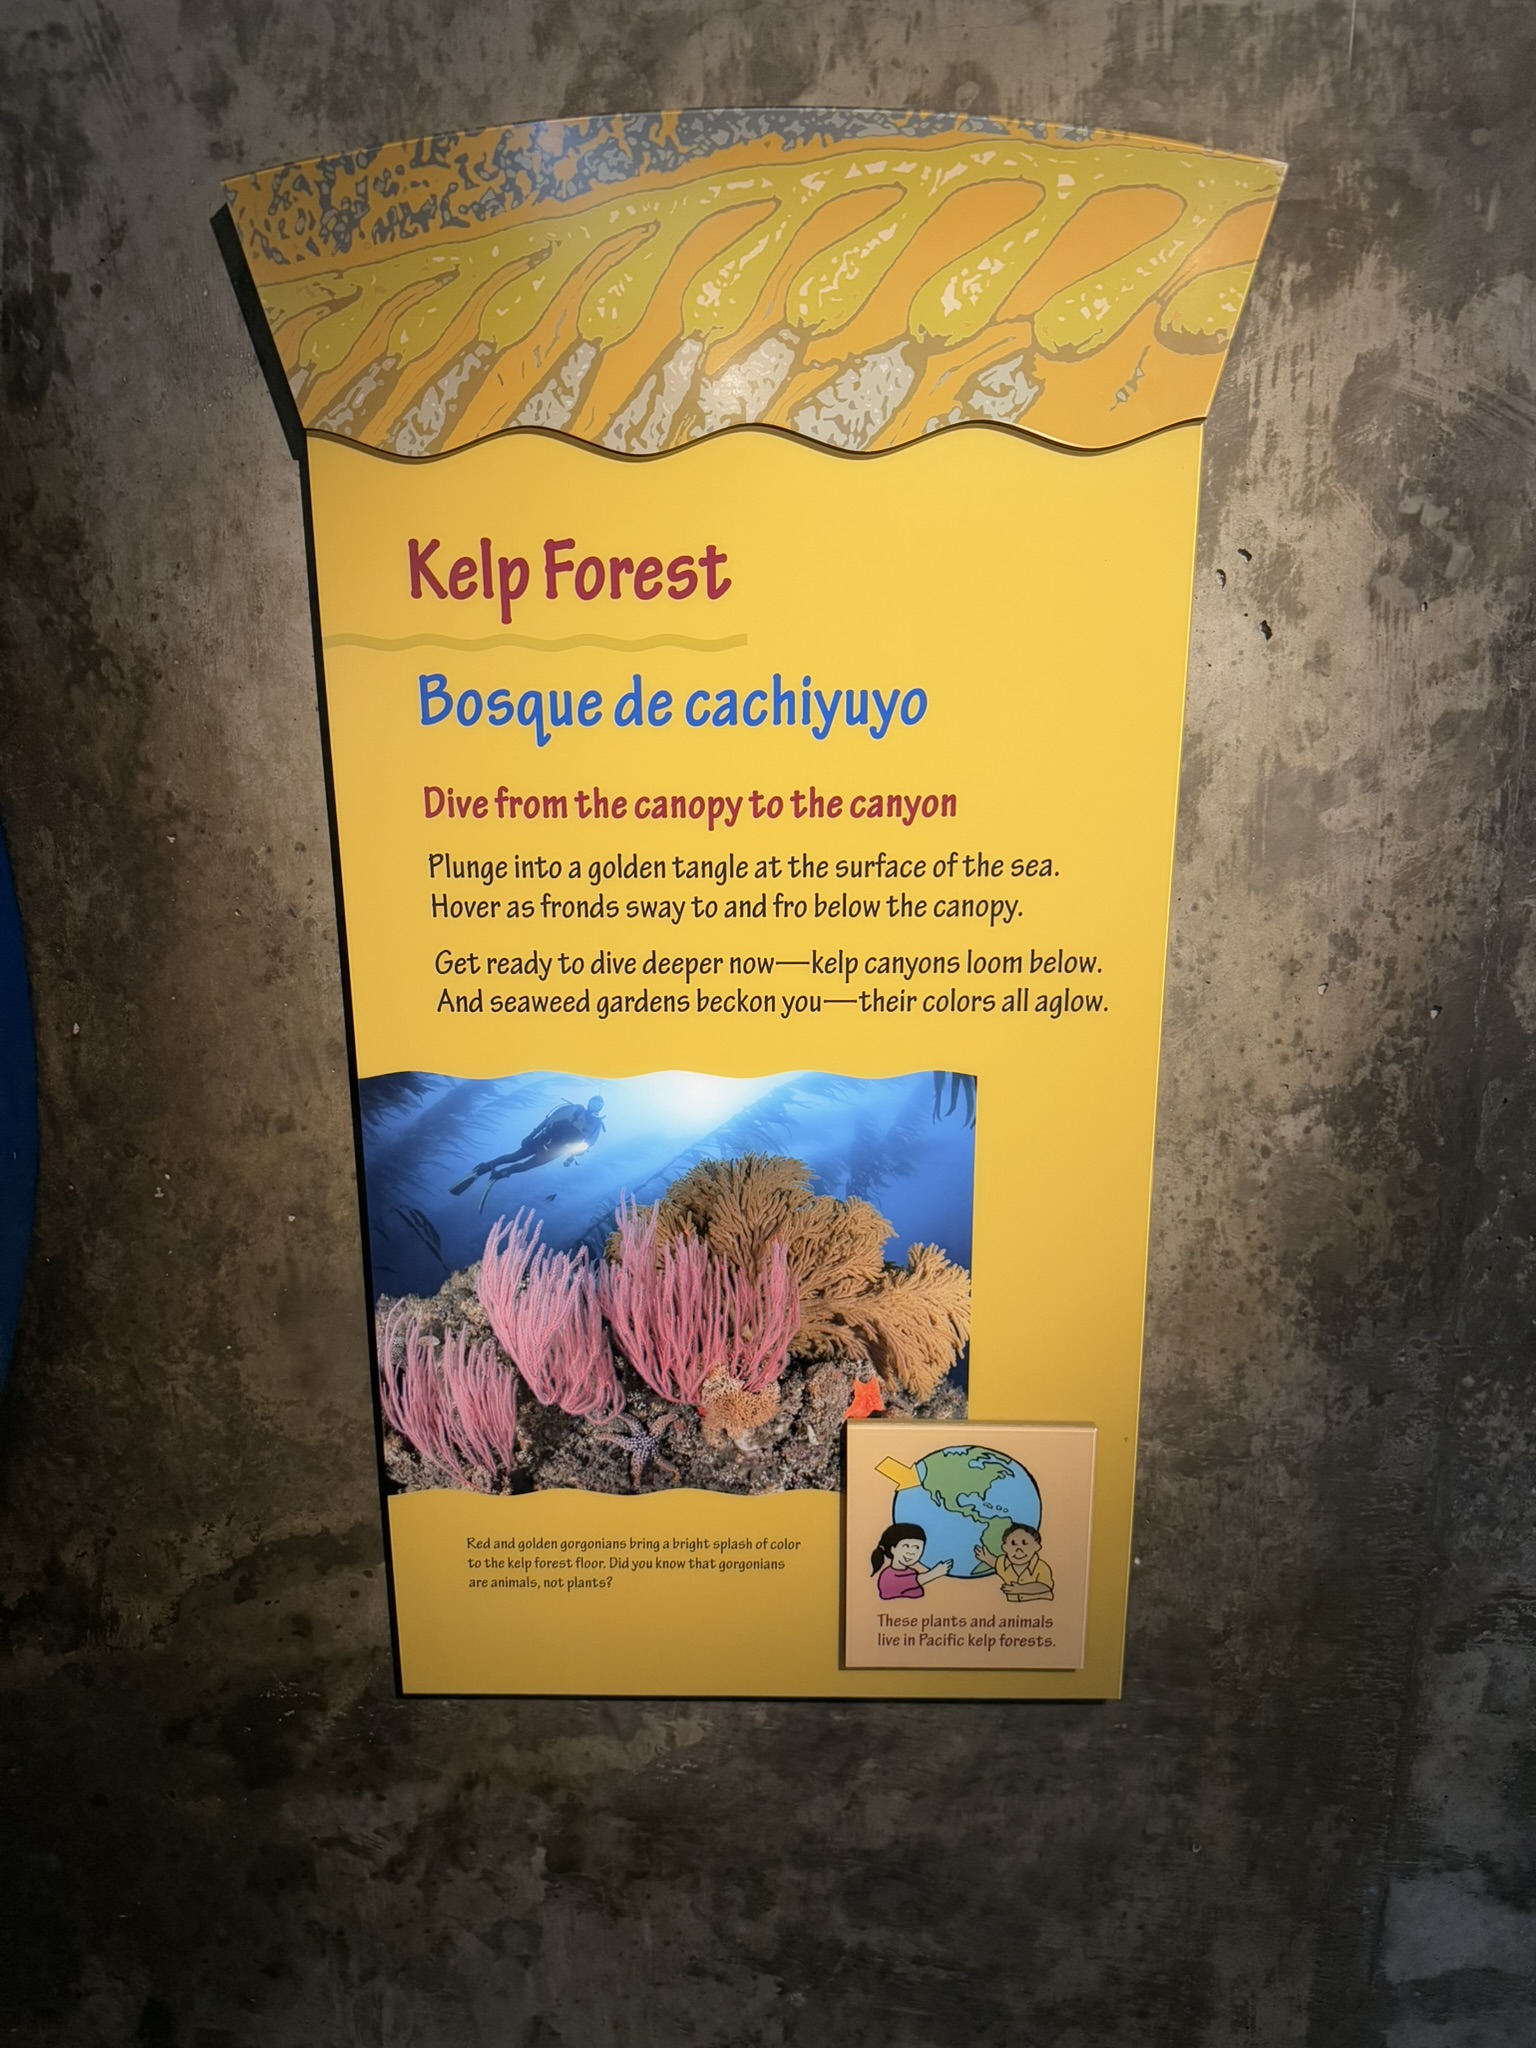 Kelp Forest
Bosque de cachiyuyo
Dive from the canopy to the canyon
Plunge into a golden tangle at the surface of the sea.
Hover as fronds sway to and fro below the canopy.
Get ready to dive deeper now—kelp canyons loom below.
And seaweed gardens beckon you—their colors all aglow.
Red and golden gorgonians bring a bright splash of color
to the kelp forest floor. Did you know that gorgonians
are animals, not plants?
These plants and animals
live in Pacific kelp forests.